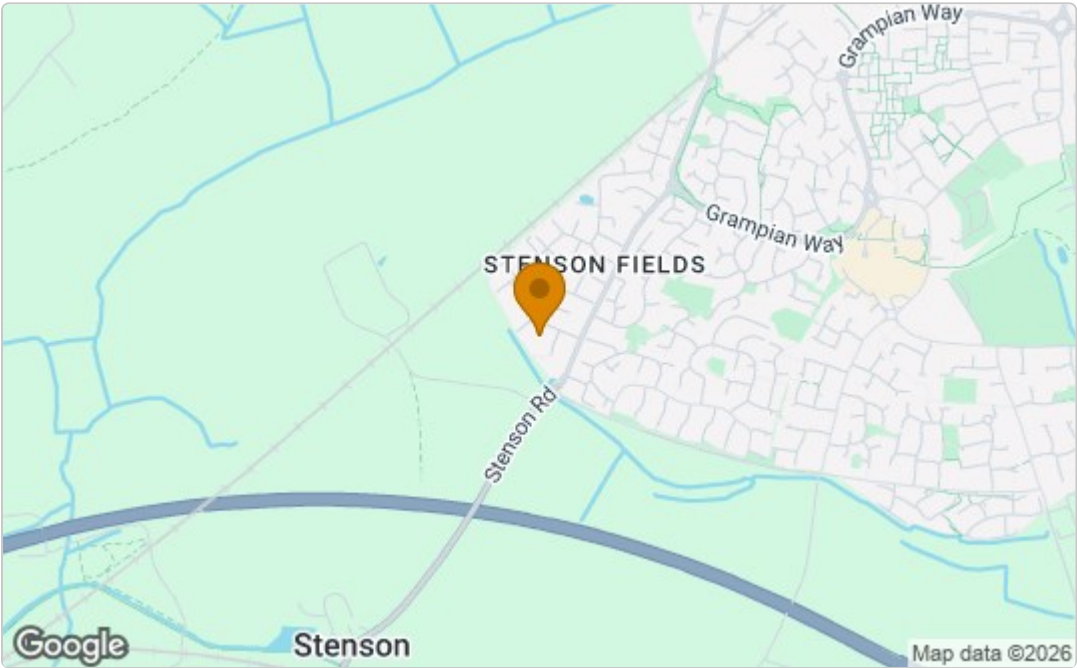 Grampian Way
Grampian Way
STENSON FIELDS
Stenson Rd
Stenson
Google
Map data ©2026